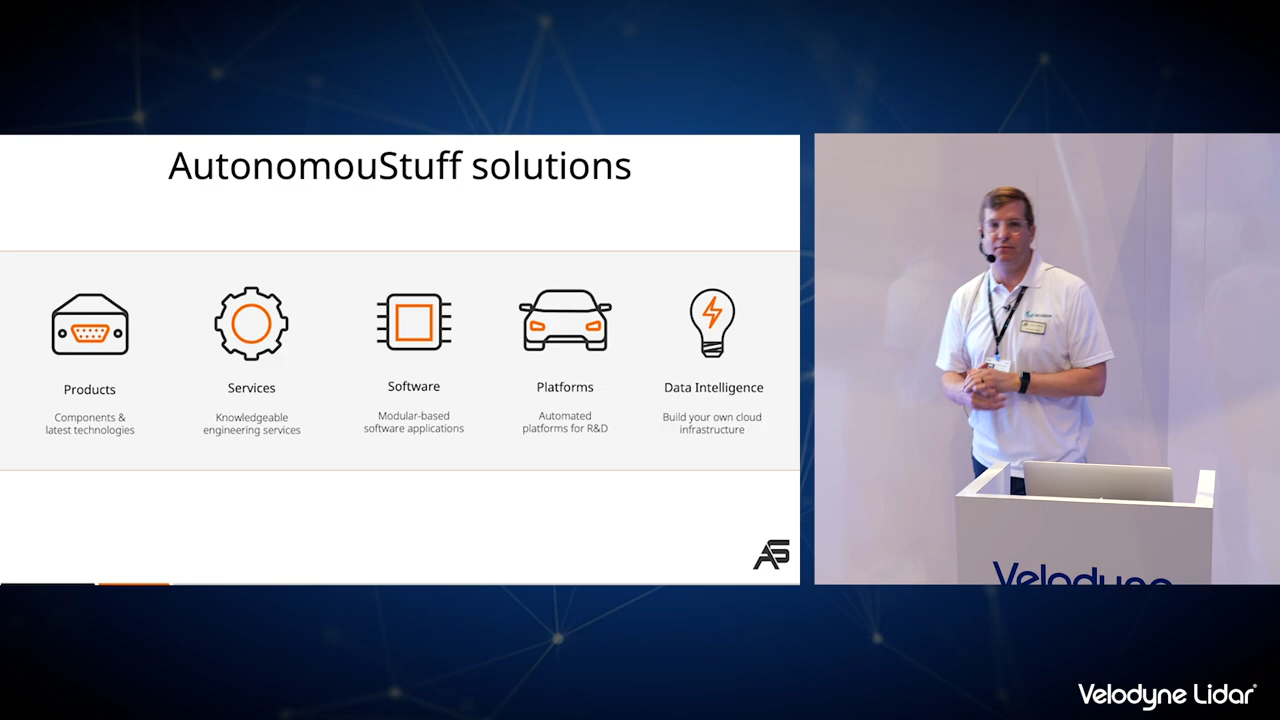 AutonomouStuff solutions
Products
Components &
latest technologies
Services
Knowledgeable
engineering services
Software
Modular-based
software applications
Platforms
Automated
platforms for R&D
Data Intelligence
Build your own cloud
infrastructure
AS
Velodyne
Velodyne Lidar®